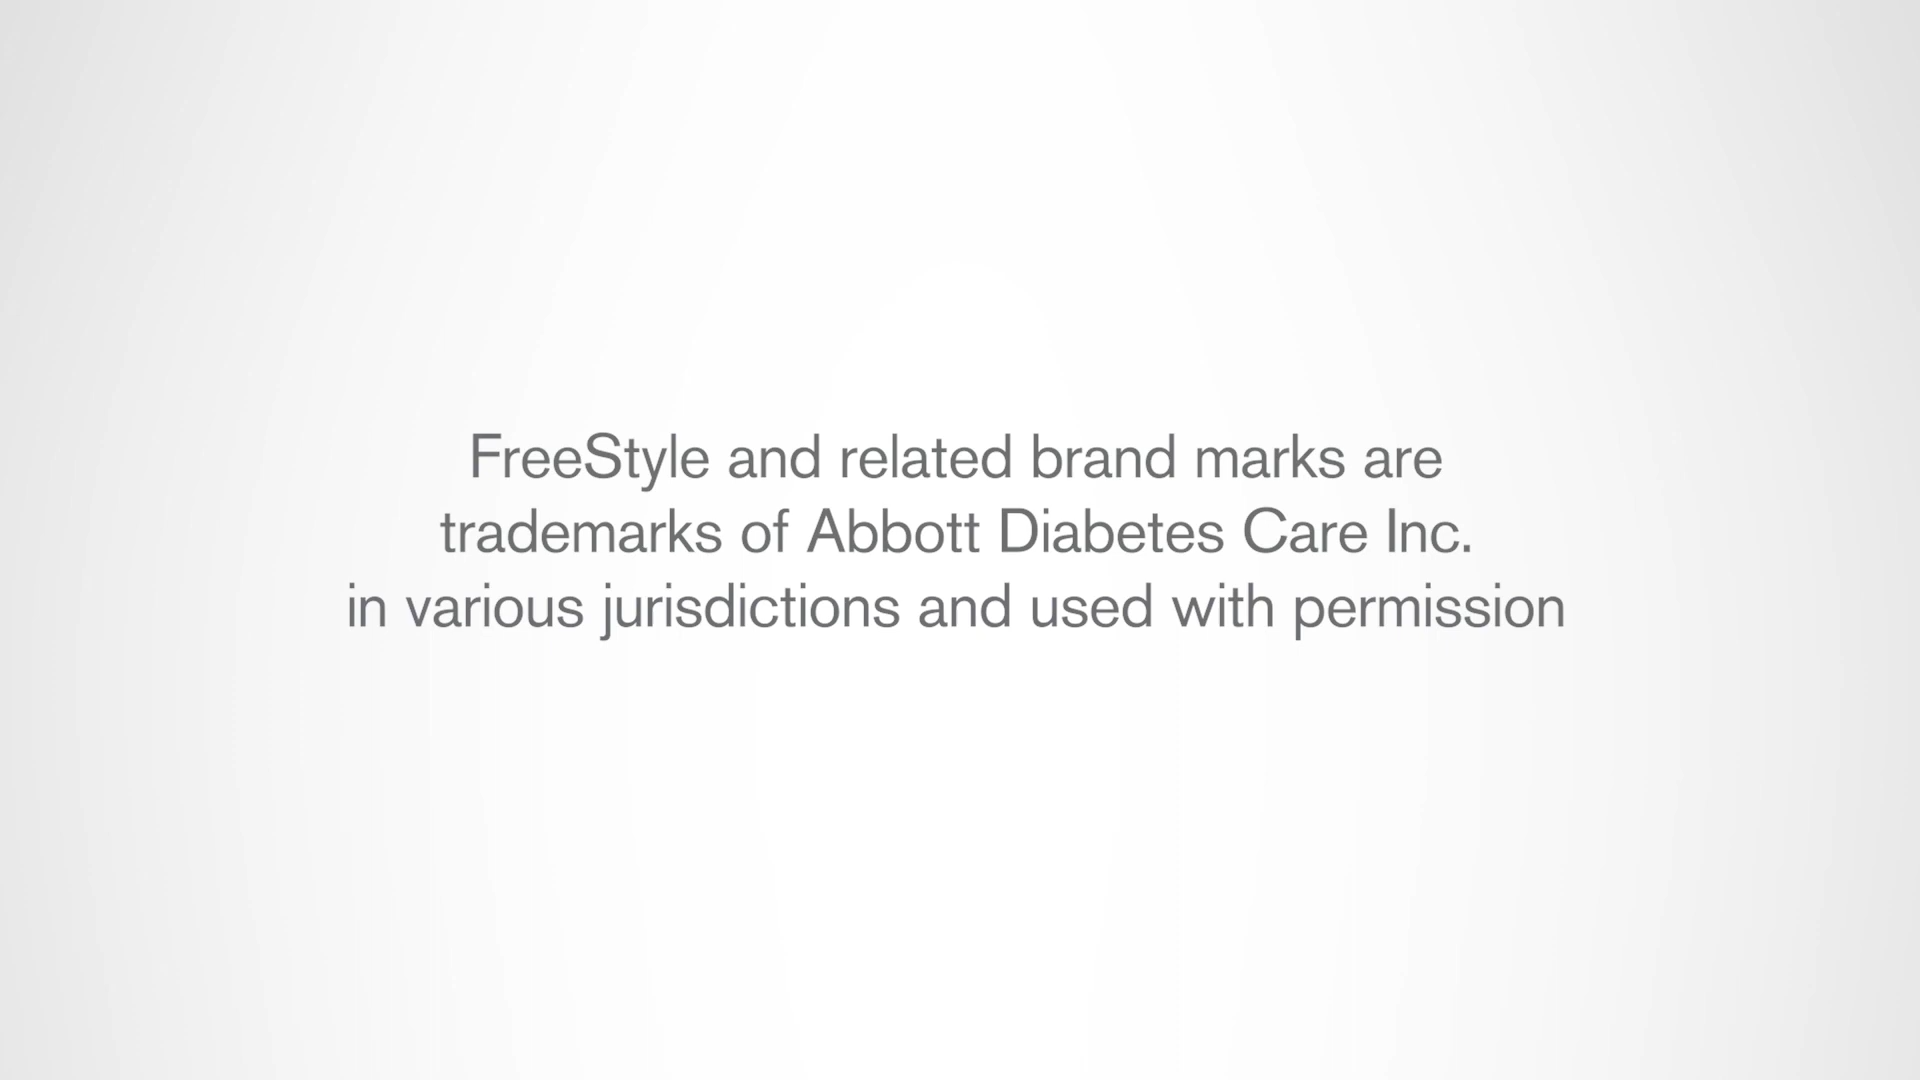 FreeStyle and related brand marks are
trademarks of Abbott Diabetes Care Inc.
in various jurisdictions and used with permission